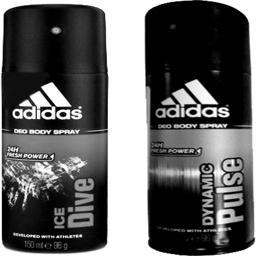 adidas
DEO BODY SPRAY
24H
FRESH POWER
ICE
Dive
DEVELOPED WITH ATHLETES
150 ml e 96 g
adidas
DEO BODY SPRAY
24H
FRESH POWER
DYNAMIC
Pulse
DEVELOPED WITH ATHLETES